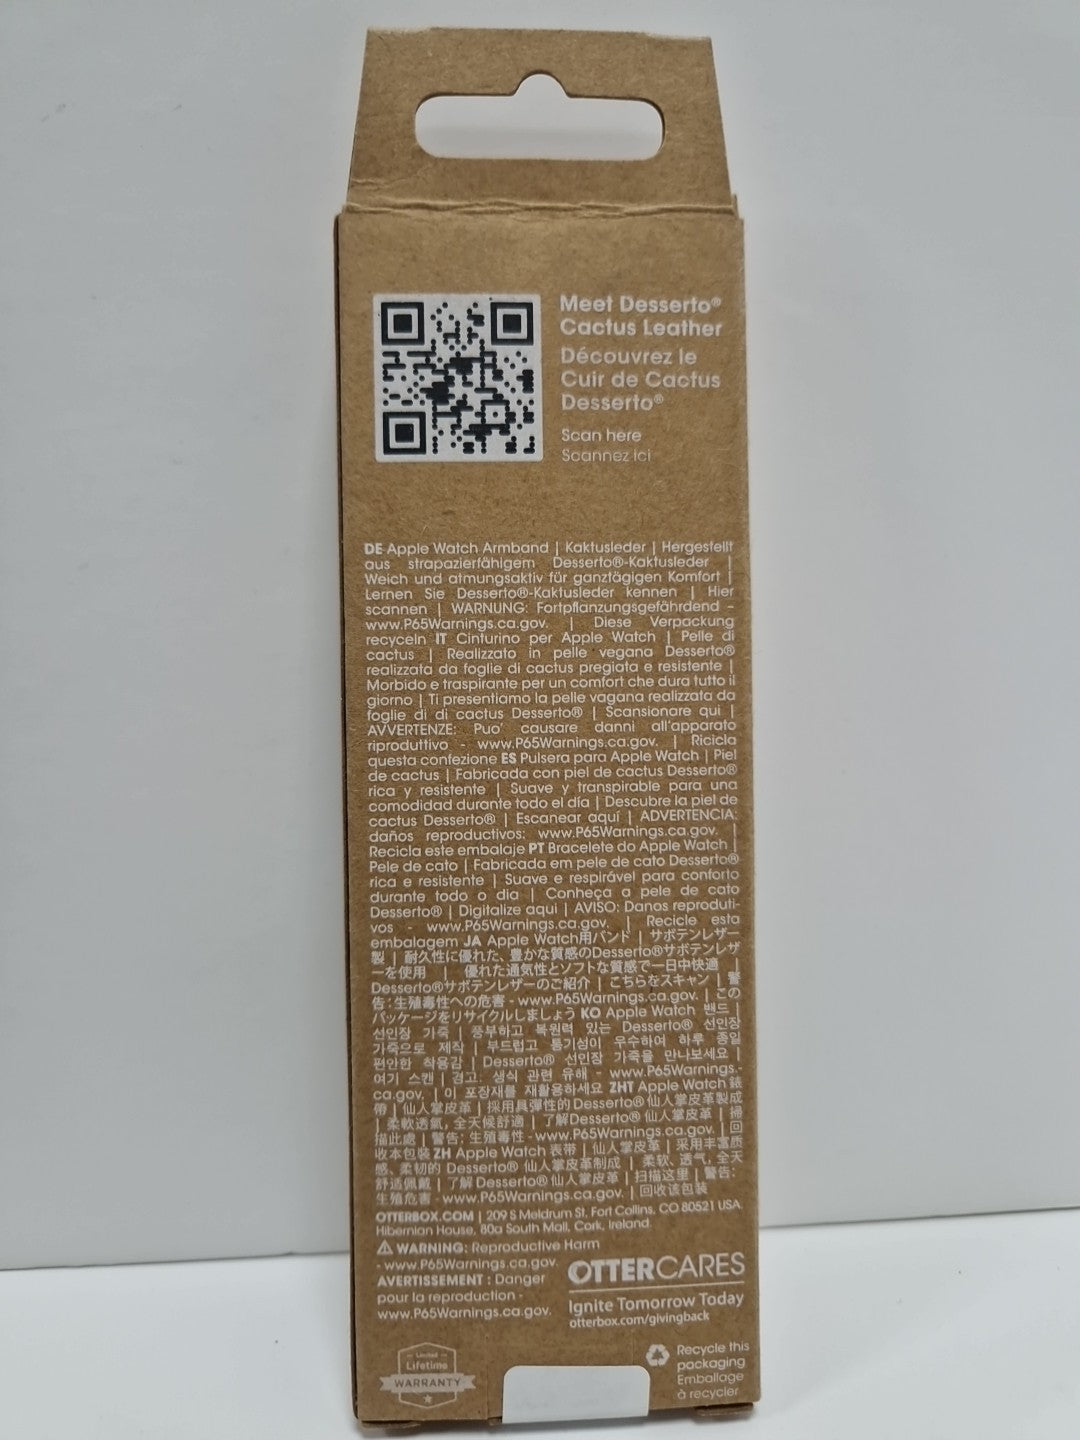 Meet Desserto®
Cactus Leather
Découvrez le
Cuir de Cactus
Desserto®
Scan here
Scannez ici
DE Apple Watch Armband | Kaktusleder | Hergestellt
aus strapazierfähigem Desserto®-Kaktusleder |
Weich und atmungsaktiv für ganztägigen Komfort |
Lernen Sie Desserto®-Kaktusleder kennen | Hier
scannen | WARNUNG: Fortpflanzungsgefährdend -
www.P65Warnings.ca.gov. | Diese Verpackung
recyceln IT Cinturino per Apple Watch | Pelle di
cactus | Realizzato in pelle vegana Desserto®
realizzata da foglie di cactus pregiata e resistente |
Morbido e traspirante per un comfort che dura tutto il
giorno | Ti presentiamo la pelle vagana realizzata da
foglie di di cactus Desserto® | Scansionare qui |
AVVERTENZE: Puo' causare danni all'apparato
riproduttivo - www.P65Warnings.ca.gov. | Ricicla
questa confezione ES Pulsera para Apple Watch | Piel
de cactus | Fabricada con piel de cactus Desserto®
rica y resistente | Suave y transpirable para una
comodidad durante todo el día | Descubre la piel de
cactus Desserto® | Escanear aquí | ADVERTENCIA:
daños reproductivos: www.P65Warnings.ca.gov. |
Recicla este embalaje PT Bracelete do Apple Watch |
Pele de cato | Fabricada em pele de cato Desserto®
rica e resistente | Suave e respirável para conforto
durante todo o dia | Conheça a pele de cato
Desserto® | Digitalize aqui | AVISO: Danos reproduti-
vos - www.P65Warnings.ca.gov. | Recicle esta
embalagem JA Apple Watch用バンド | サボテンレザー
製 | 耐久性に優れた、豊かな質感のDesserto®サボテンレザ
ーを使用 | 優れた通気性とソフトな質感で一日中快適 |
Desserto®サボテンレザーのご紹介 | こちらをスキャン | 警
告: 生殖毒性への危害 - www.P65Warnings.ca.gov. | この
パッケージをリサイクルしましょう KO Apple Watch 밴드 |
선인장 가죽 | 풍부하고 복원력 있는 Desserto® 선인장
가죽으로 제작 | 부드럽고 통기성이 우수하여 하루 종일
편안한 착용감 | Desserto® 선인장 가죽을 만나보세요 |
여기 스캔 | 경고: 생식 관련 유해 - www.P65Warnings.-
ca.gov. | 이 포장재를 재활용하세요 ZHT Apple Watch 錶
帶 | 仙人掌皮革 | 採用具彈性的 Desserto® 仙人掌皮革製成
| 柔軟透氣, 全天候舒適 | 了解Desserto® 仙人掌皮革 | 掃
描此處 | 警告: 生殖毒性 - www.P65Warnings.ca.gov. | 回
收本包裝 ZH Apple Watch 表带 | 仙人掌皮革 | 采用丰富质
感、柔韧的 Desserto® 仙人掌皮革制成 | 柔软、透气, 全天
舒适佩戴 | 了解 Desserto® 仙人掌皮革 | 扫描这里 | 警告:
生殖危害 - www.P65Warnings.ca.gov. | 回收该包装
OTTERBOX.COM | 209 S Meldrum St, Fort Collins, CO 80521 USA
Hibernian House, 80a South Mall, Cork, Ireland.
⚠ WARNING: Reproductive Harm
- www.P65Warnings.ca.gov.
AVERTISSEMENT : Danger
pour la reproduction -
www.P65Warnings.ca.gov.
OTTERCARES
Ignite Tomorrow Today
otterbox.com/givingback
Limited
Lifetime
WARRANTY
Recycle this
packaging
Emballage
à recycler